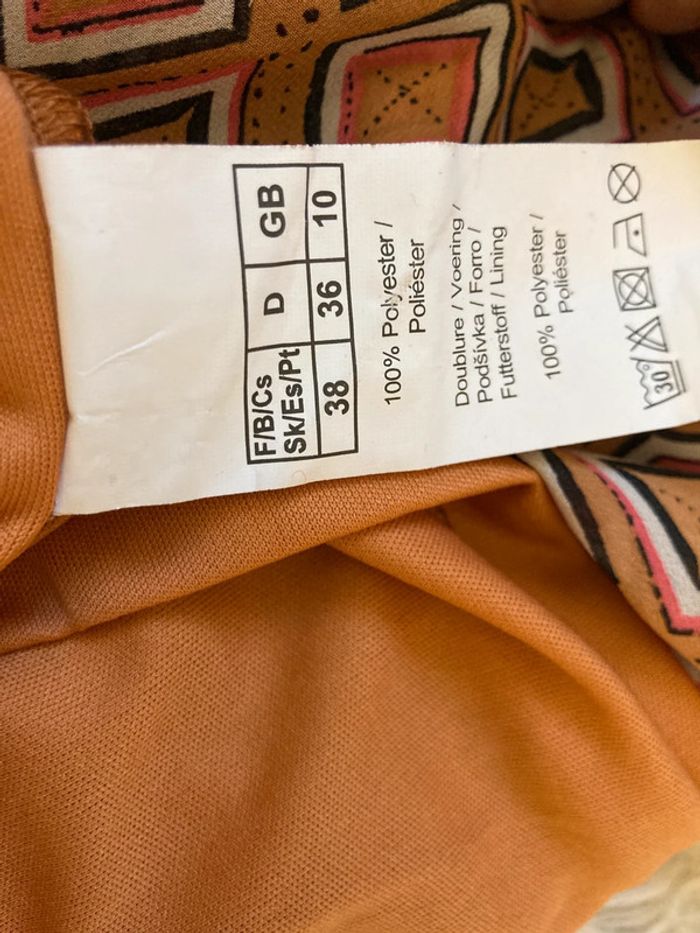 F/B/Cs D GB
Sk/Es/Pt
38 36 10
100% Polyester /
Poliéster
Doublure / Voering /
Podšívka / Forro /
Futterstoff / Lining
100% Polyester /
Poliéster
30